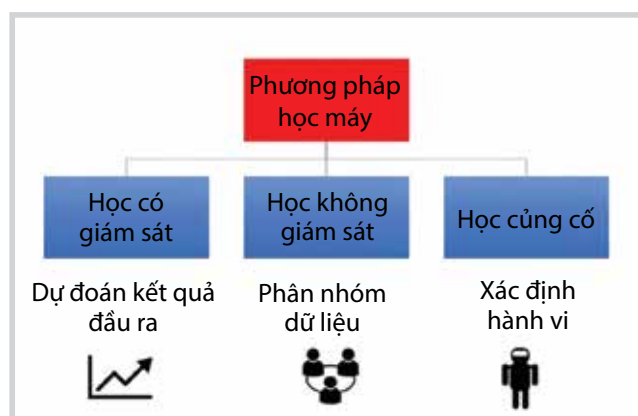 Phương pháp
học máy
Học có
giám sát
Học không
giám sát
Học củng cố
Dự đoán kết quả
đầu ra
Phân nhóm
dữ liệu
Xác định
hành vi